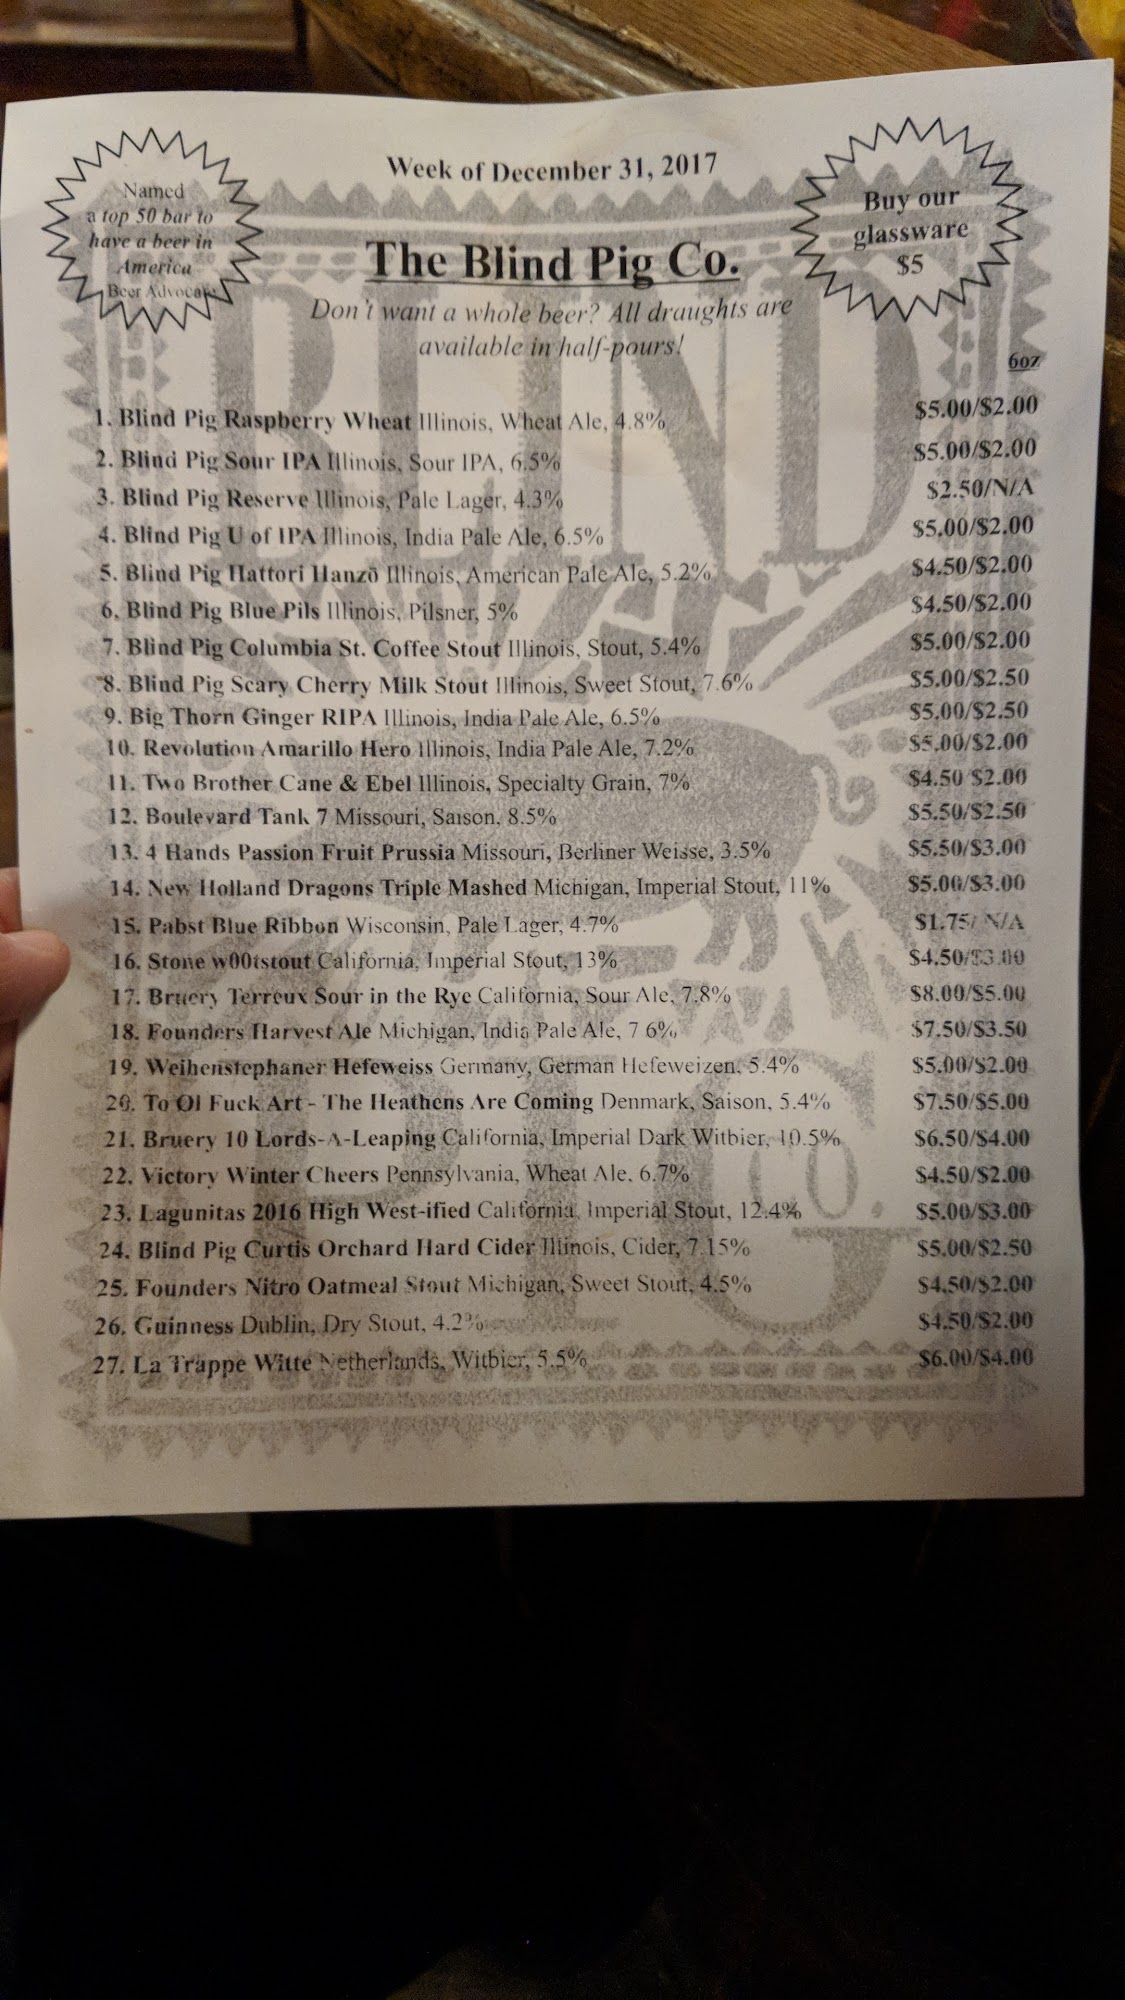 Week of December 31, 2017
Named
a top 50 bar to
have a beer in
America
Beer Advocate
Buy our
glassware
$5
The Blind Pig Co.
Don't want a whole beer? All draughts are
available in half-pours!
6oz
1. Blind Pig Raspberry Wheat Illinois, Wheat Ale, 4.8% $5.00/$2.00
2. Blind Pig Sour IPA Illinois, Sour IPA, 6.5% $5.00/$2.00
3. Blind Pig Reserve Illinois, Pale Lager, 4.3% $2.50/N/A
4. Blind Pig U of IPA Illinois, India Pale Ale, 6.5% $5.00/$2.00
5. Blind Pig Hattori Hanzō Illinois, American Pale Ale, 5.2% $4.50/$2.00
6. Blind Pig Blue Pils Illinois, Pilsner, 5% $4.50/$2.00
7. Blind Pig Columbia St. Coffee Stout Illinois, Stout, 5.4% $5.00/$2.00
8. Blind Pig Scary Cherry Milk Stout Illinois, Sweet Stout, 7.6% $5.00/$2.50
9. Big Thorn Ginger RIPA Illinois, India Pale Ale, 6.5% $5.00/$2.50
10. Revolution Amarillo Hero Illinois, India Pale Ale, 7.2% $5.00/$2.00
11. Two Brother Cane & Ebel Illinois, Specialty Grain, 7% $4.50 $2.00
12. Boulevard Tank 7 Missouri, Saison, 8.5% $5.50/$2.50
13. 4 Hands Passion Fruit Prussia Missouri, Berliner Weisse, 3.5% $5.50/$3.00
14. New Holland Dragons Triple Mashed Michigan, Imperial Stout, 11% $5.00/$3.00
15. Pabst Blue Ribbon Wisconsin, Pale Lager, 4.7% $1.75/ N/A
16. Stone w00tstout California, Imperial Stout, 13% $4.50/$3.00
17. Bruery Terreux Sour in the Rye California, Sour Ale, 7.8% $8.00/$5.00
18. Founders Harvest Ale Michigan, India Pale Ale, 7 6% $7.50/$3.50
19. Weihenstephaner Hefeweiss Germany, German Hefeweizen, 5.4% $5.00/$2.00
20. To Ol Fuck Art - The Heathens Are Coming Denmark, Saison, 5.4% $7.50/$5.00
21. Bruery 10 Lords-A-Leaping California, Imperial Dark Witbier, 10.5% $6.50/$4.00
22. Victory Winter Cheers Pennsylvania, Wheat Ale, 6.7% $4.50/$2.00
23. Lagunitas 2016 High West-ified California, Imperial Stout, 12.4% $5.00/$3.00
24. Blind Pig Curtis Orchard Hard Cider Illinois, Cider, 7.15% $5.00/$2.50
25. Founders Nitro Oatmeal Stout Michigan, Sweet Stout, 4.5% $4.50/$2.00
26. Guinness Dublin, Dry Stout, 4.2% $4.50/$2.00
27. La Trappe Witte Netherlands, Witbier, 5.5% $6.00/$4.00
BLIND
PIG
CO.